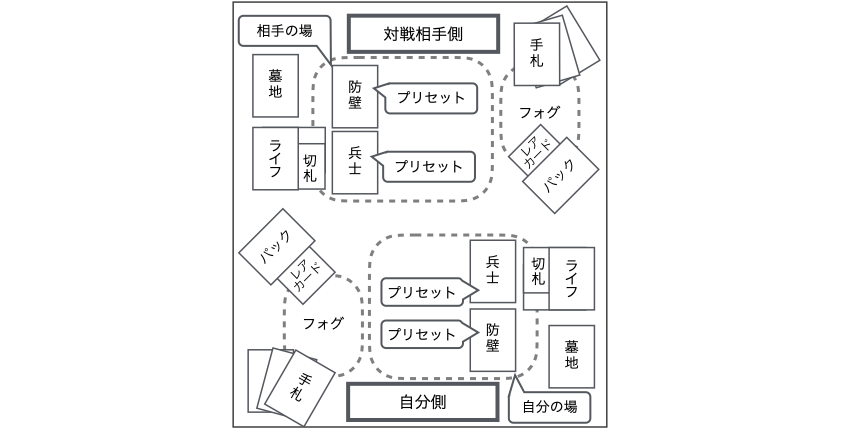 相手の場
対戦相手側
手
札
墓
地
防
壁
プリセット
フォグ
ライフ
切
札
兵
士
プリセット
レア
カード
パック
パック
レア
カード
フォグ
兵
士
切
札
ライフ
プリセット
プリセット
防
壁
墓
地
手
札
自分側
自分の場